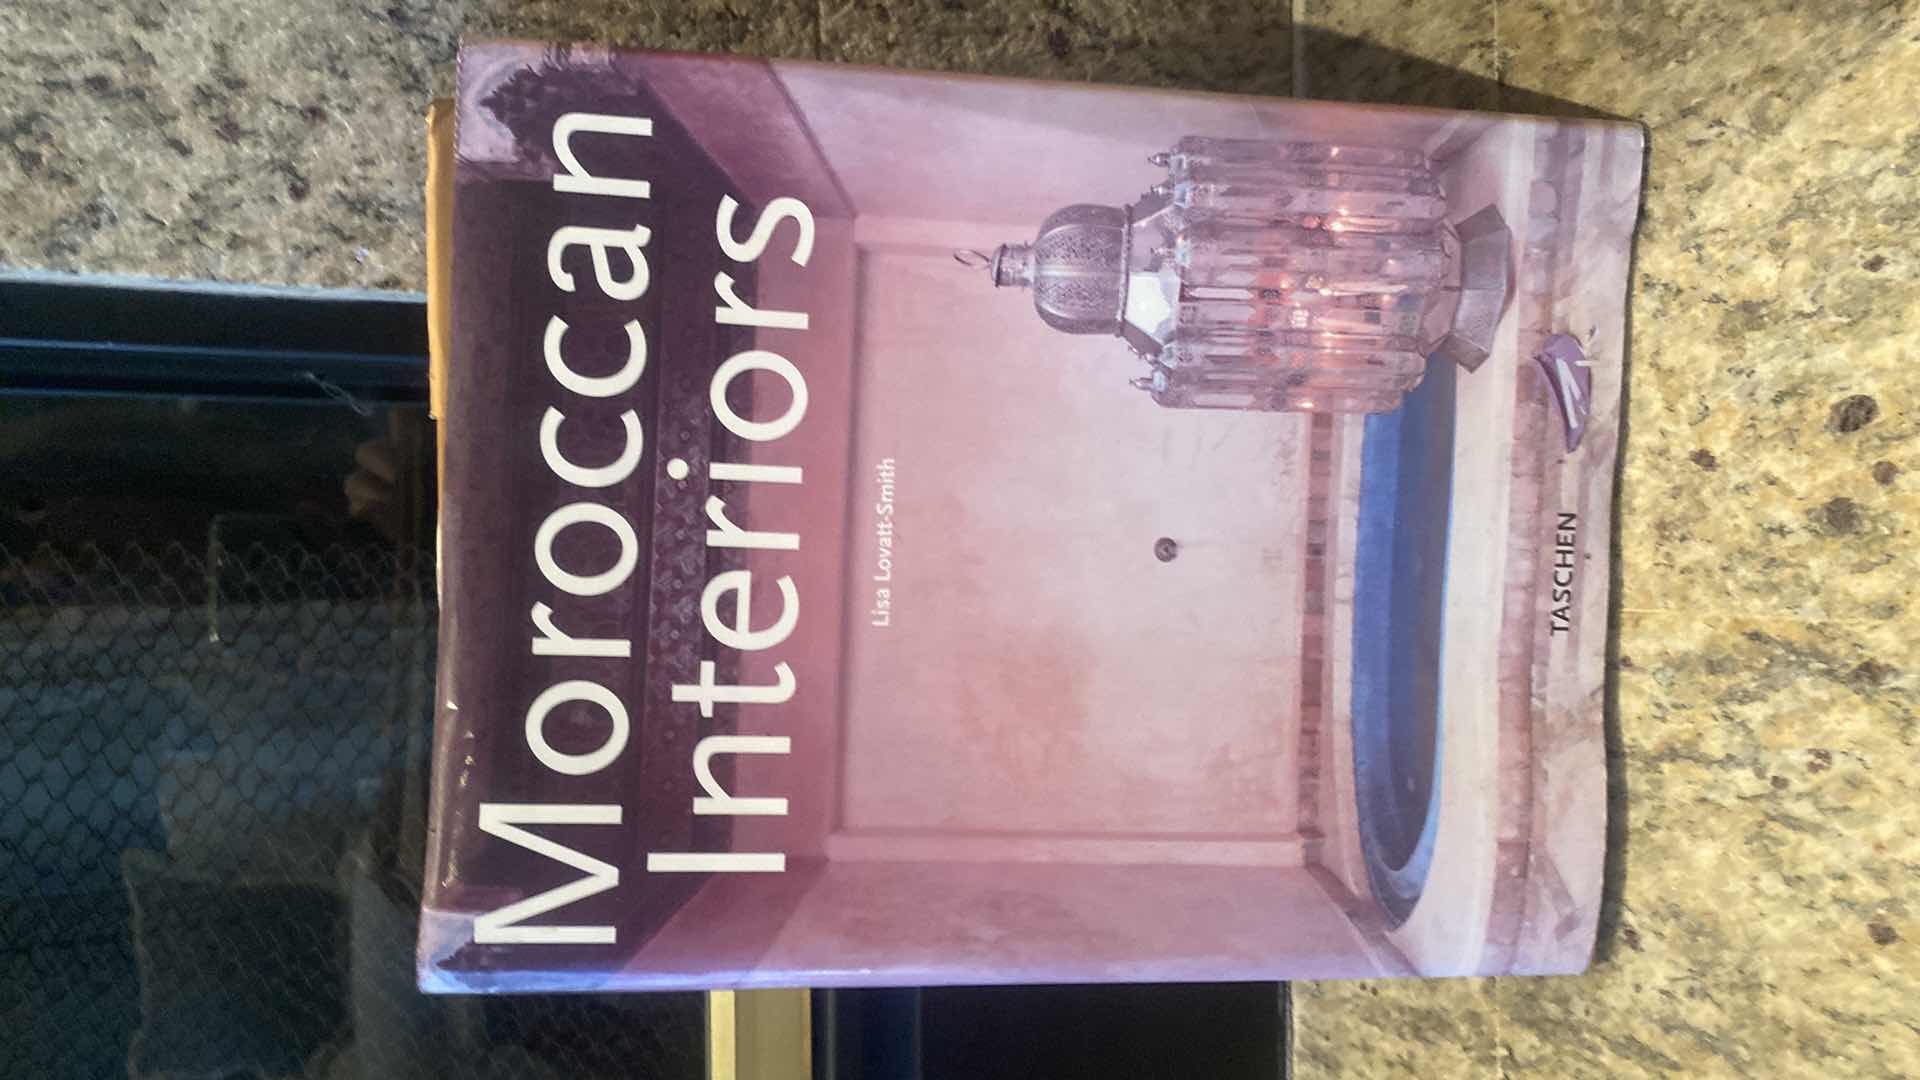 Moroccan
Interiors
Lisa Lovatt-Smith
TASCHEN